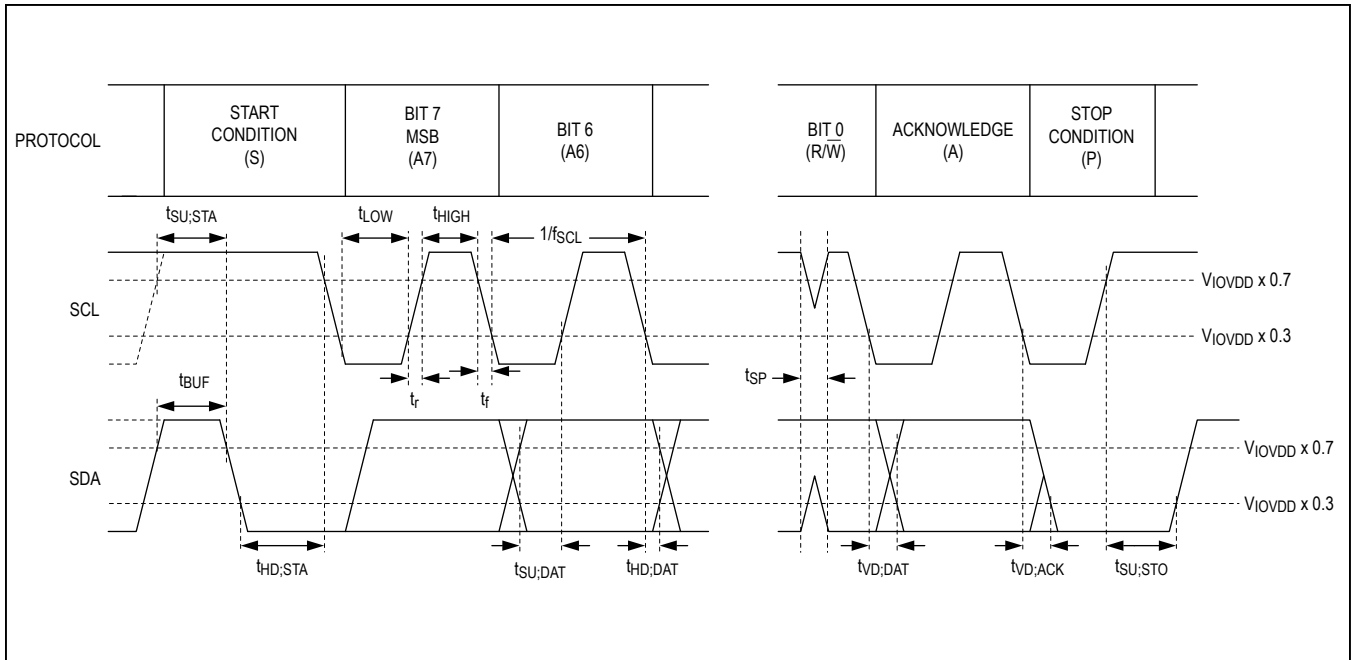 PROTOCOL
START
CONDITION
(S)
BIT 7
MSB
(A7)
BIT 6
(A6)
BIT 0
(R/W̅)
ACKNOWLEDGE
(A)
STOP
CONDITION
(P)
tSU;STA
tLOW
tHIGH
1/fSCL
SCL
VIOVDD x 0.7
VIOVDD x 0.3
tBUF
tr
tf
tSP
SDA
VIOVDD x 0.7
VIOVDD x 0.3
tHD;STA
tSU;DAT
tHD;DAT
tVD;DAT
tVD;ACK
tSU;STO